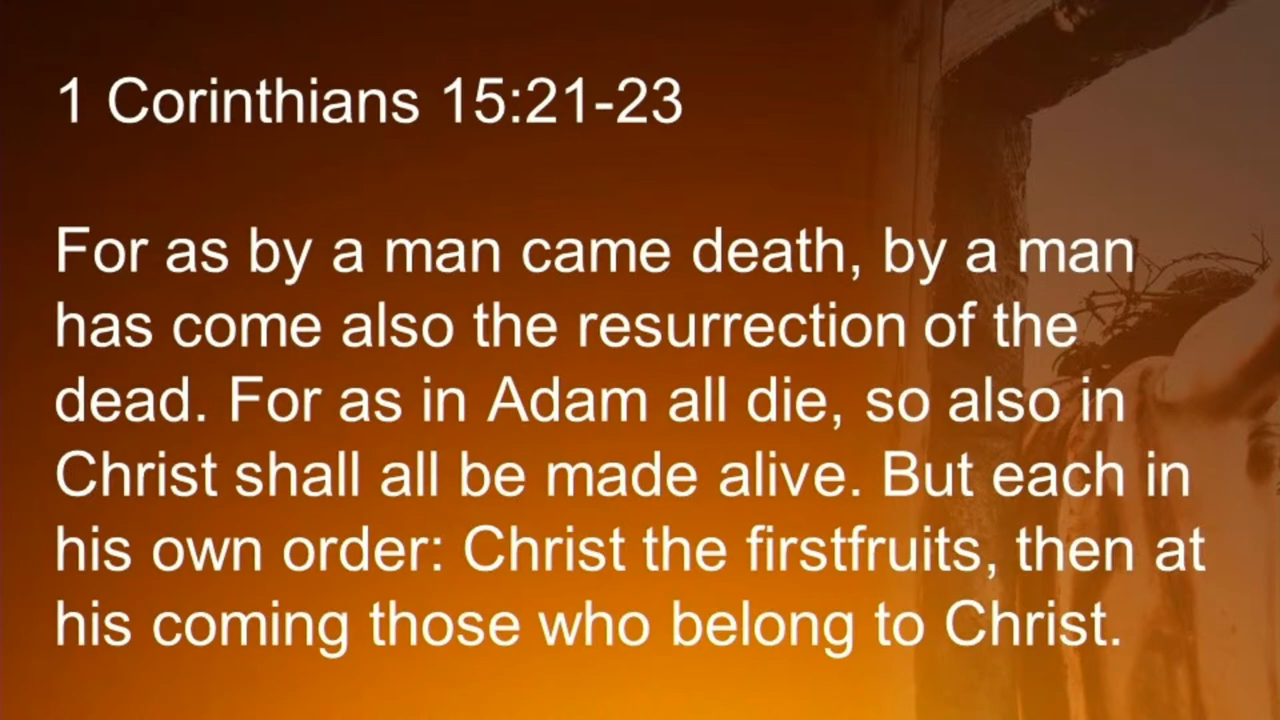 1 Corinthians 15:21-23
For as by a man came death, by a man
has come also the resurrection of the
dead. For as in Adam all die, so also in
Christ shall all be made alive. But each in
his own order: Christ the firstfruits, then at
his coming those who belong to Christ.